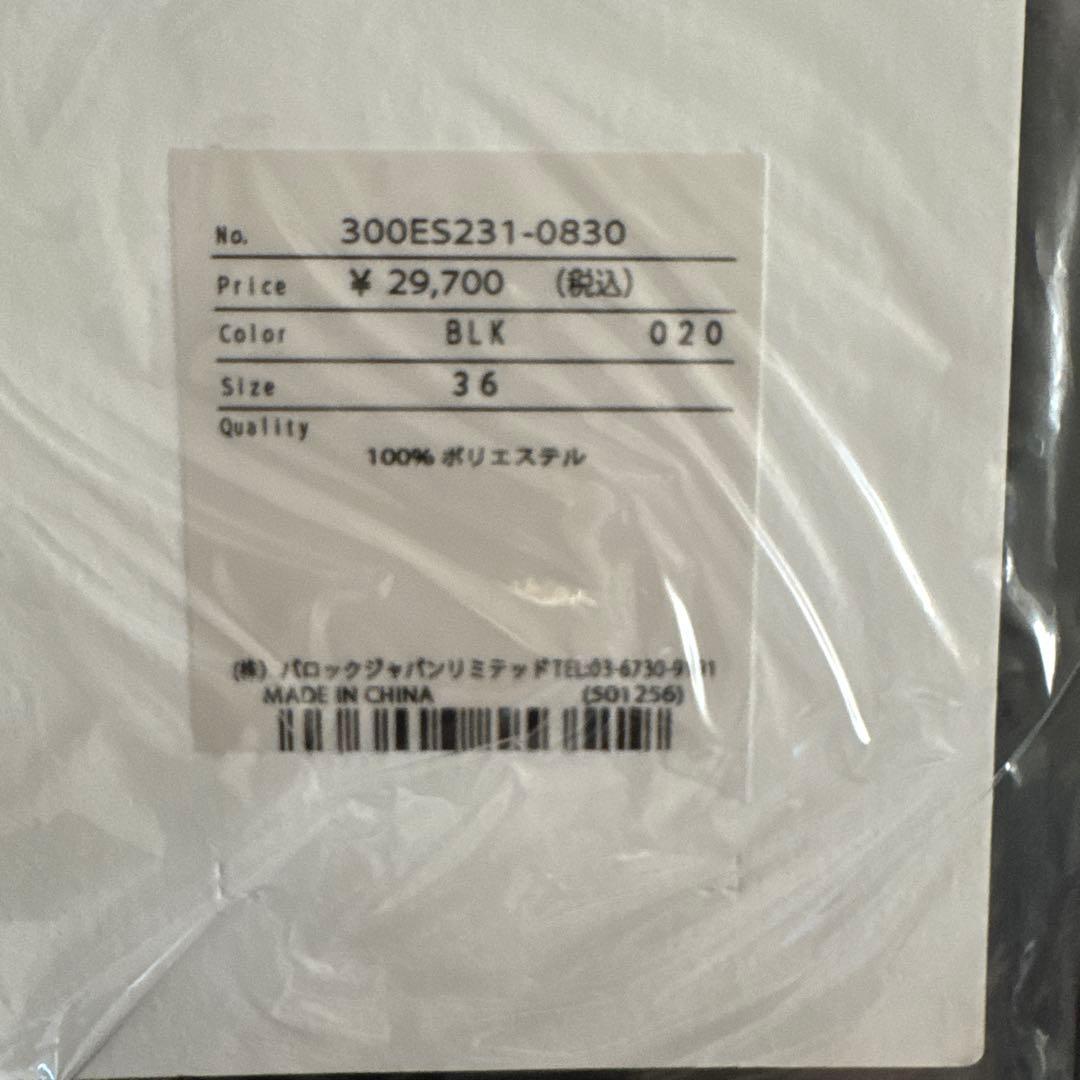 No. 300ES231-0830
Price ¥ 29,700 (税込)
Color BLK 020
Size 36
Quality
100% ポリエステル
(株) バロックジャパンリミテッド
MADE IN CHINA (S01 256)